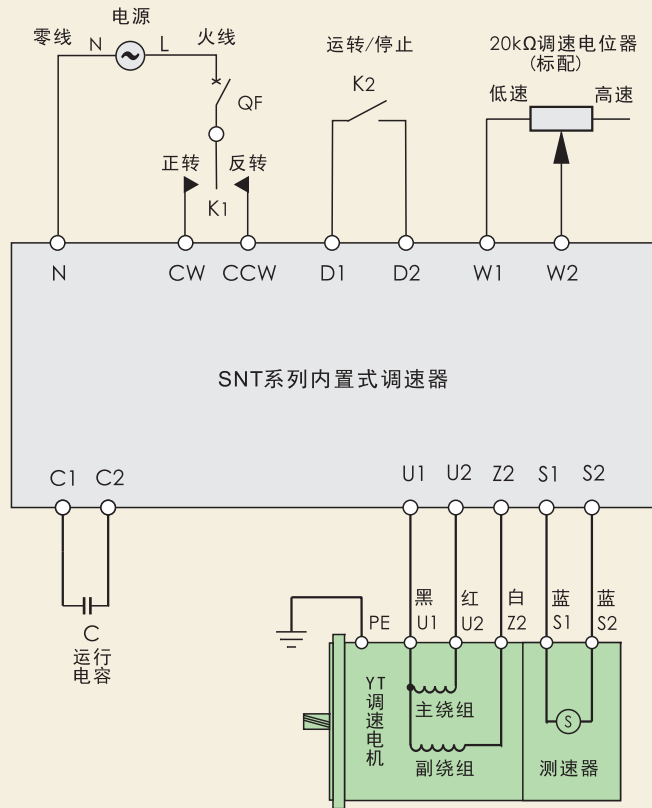 电源
零线 N L 火线
QF
正转 反转
K1
运转/停止
K2
20kΩ调速电位器
(标配)
低速 高速
N CW CCW D1 D2 W1 W2
SNT系列内置式调速器
C1 C2 U1 U2 Z2 S1 S2
C
运行
电容
黑 红 白 蓝 蓝
PE U1 U2 Z2 S1 S2
YT
调
速
电
机
主绕组
副绕组
S
测速器